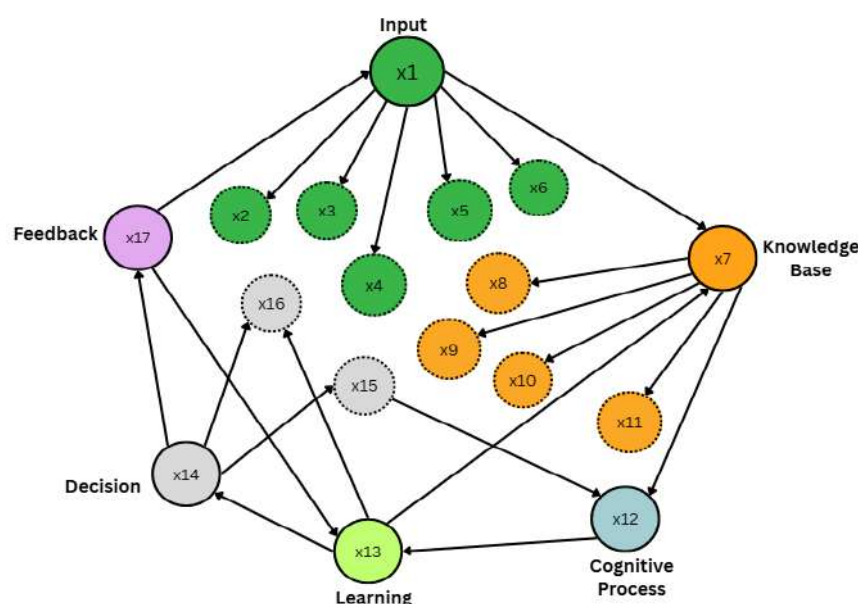 Input
x1
x6
x2
x3
x5
Feedback
x17
x7
Knowledge
Base
x4
x8
x16
x9
x10
x15
x11
x14
Decision
x12
x13
Cognitive
Process
Learning